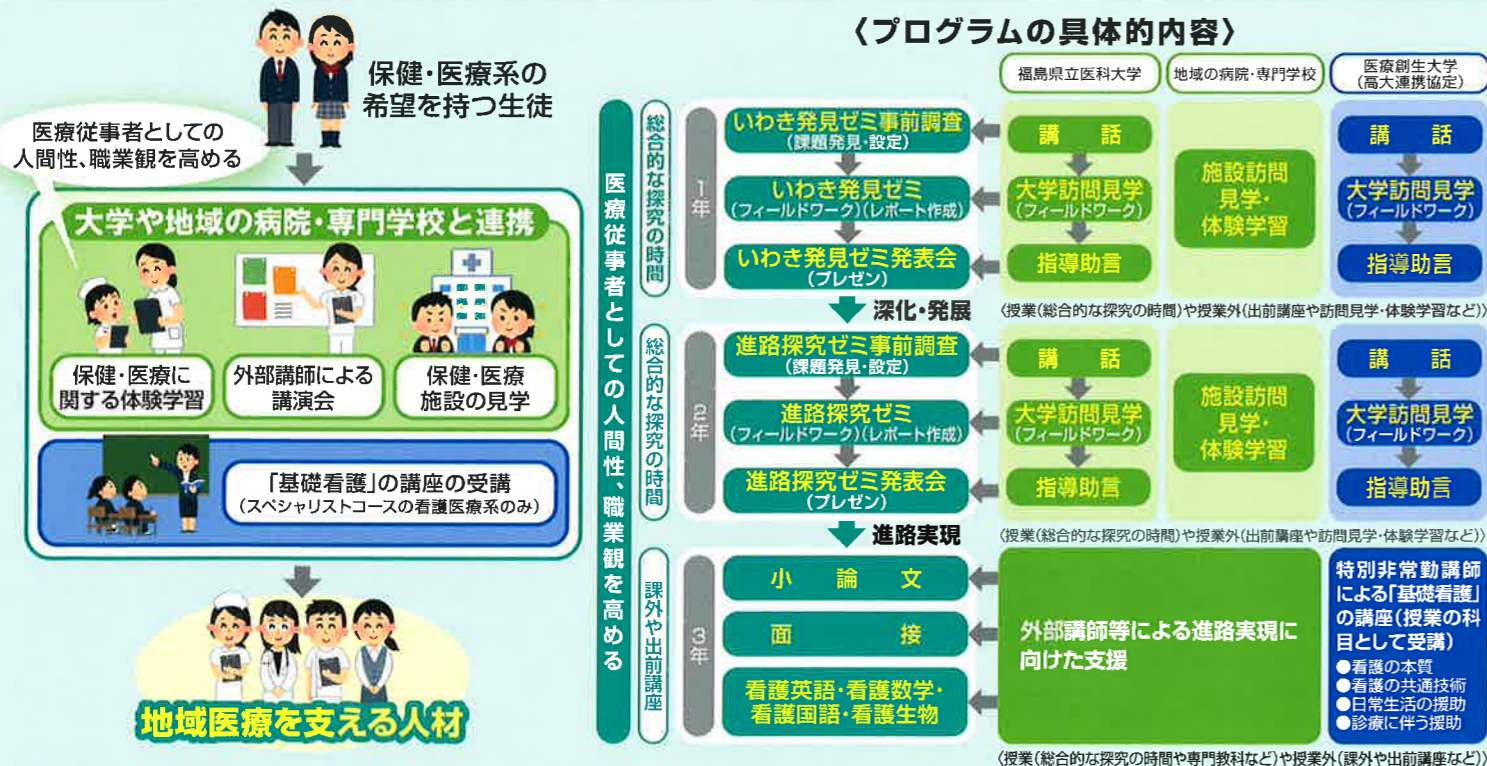 保健・医療系の
希望を持つ生徒
医療従事者としての
人間性、職業観を高める
大学や地域の病院・専門学校と連携
保健・医療に
関する体験学習
外部講師による
講演会
保健・医療
施設の見学
「基礎看護」の講座の受講
(スペシャリストコースの看護医療系のみ)
地域医療を支える人材
〈プログラムの具体的内容〉
福島県立医科大学
地域の病院・専門学校
医療創生大学
(高大連携協定)
医療従事者としての人間性、職業観を高める
総合的な探究の時間
1年
いわき発見ゼミ事前調査
(課題発見・設定)
いわき発見ゼミ
(フィールドワーク)(レポート作成)
いわき発見ゼミ発表会
(プレゼン)
講話
大学訪問見学
(フィールドワーク)
指導助言
施設訪問
見学・
体験学習
講話
大学訪問見学
(フィールドワーク)
指導助言
深化・発展
〈授業(総合的な探究の時間)や授業外(出前講座や訪問見学・体験学習など)〉
総合的な探究の時間
2年
進路探究ゼミ事前調査
(課題発見・設定)
進路探究ゼミ
(フィールドワーク)(レポート作成)
進路探究ゼミ発表会
(プレゼン)
講話
大学訪問見学
(フィールドワーク)
指導助言
施設訪問
見学・
体験学習
講話
大学訪問見学
(フィールドワーク)
指導助言
進路実現
〈授業(総合的な探究の時間)や授業外(出前講座や訪問見学・体験学習など)〉
課外や出前講座
3年
小論文
面接
看護英語・看護数学・
看護国語・看護生物
外部講師等による進路実現に
向けた支援
特別非常勤講師
による「基礎看護」
の講座(授業の科
目として受講)
●看護の本質
●看護の共通技術
●日常生活の援助
●診療に伴う援助
〈授業(総合的な探究の時間や専門教科など)や授業外(課外や出前講座など)〉